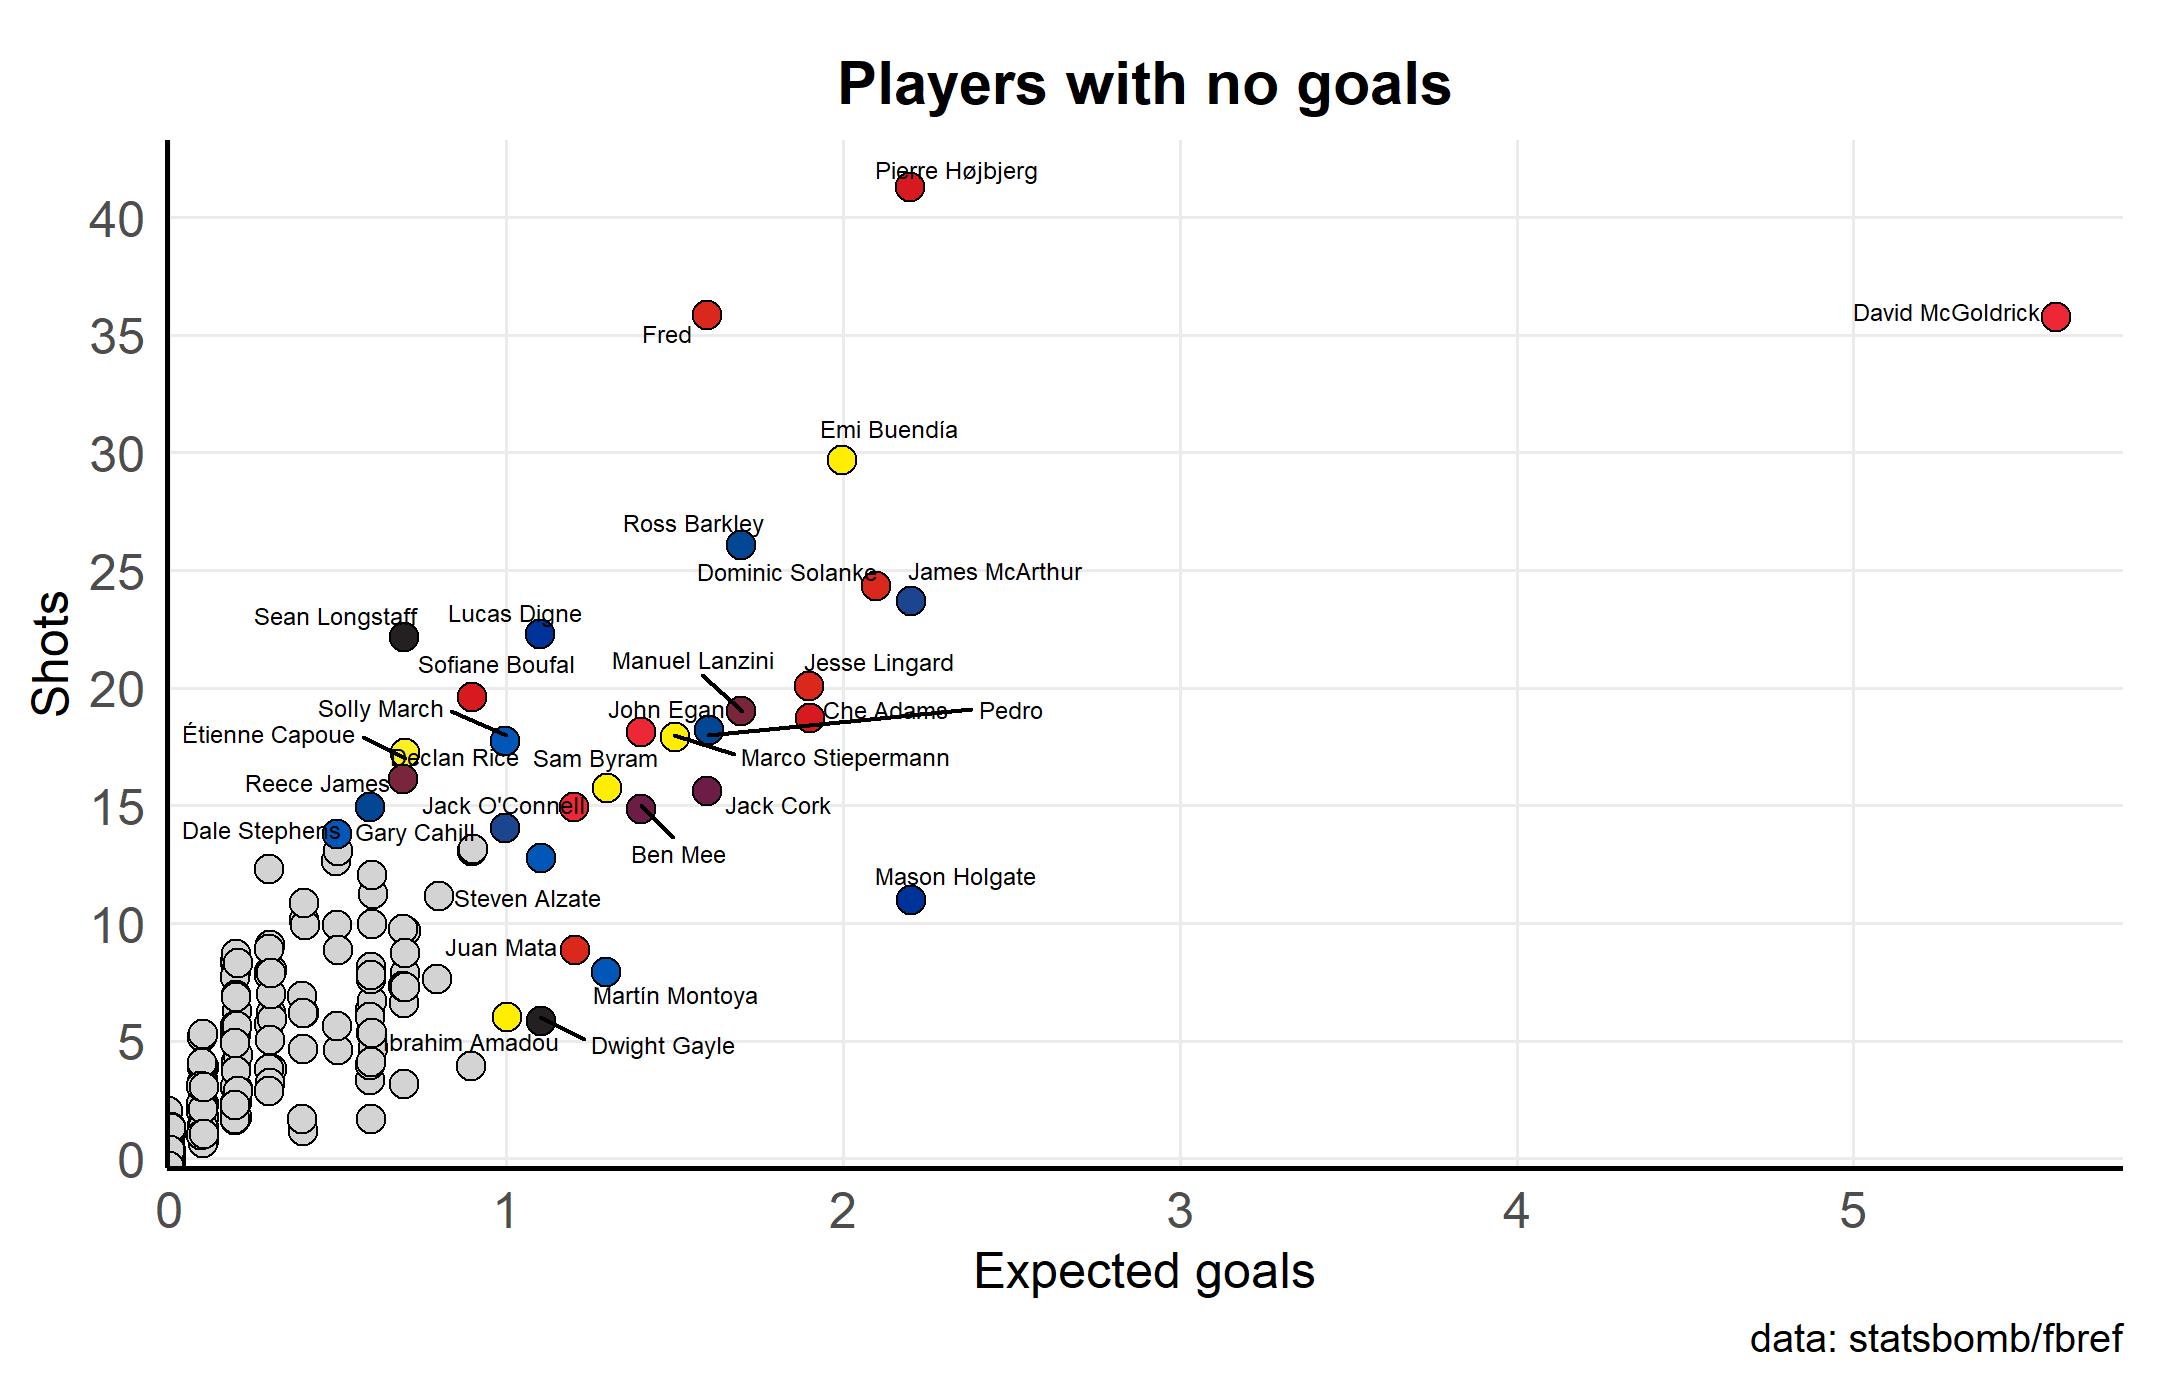 Players with no goals
Pierre Højbjerg
40
35
David McGoldrick
Fred
Emi Buendía
30
Ross Barkley
25
Dominic Solanke
James McArthur
Sean Longstaff
Lucas Digne
Shots
Manuel Lanzini
Jesse Lingard
Sofiane Boufal
20
Solly March
John Egan
Che Adams
Pedro
Étienne Capoue
Declan Rice
Sam Byram
Marco Stiepermann
Reece James
15
Jack O'Connell
Jack Cork
Dale Stephens
Gary Cahill
Ben Mee
Mason Holgate
Steven Alzate
10
Juan Mata
Martín Montoya
5
Ibrahim Amadou
Dwight Gayle
0
0 1 2 3 4 5
Expected goals
data: statsbomb/fbref